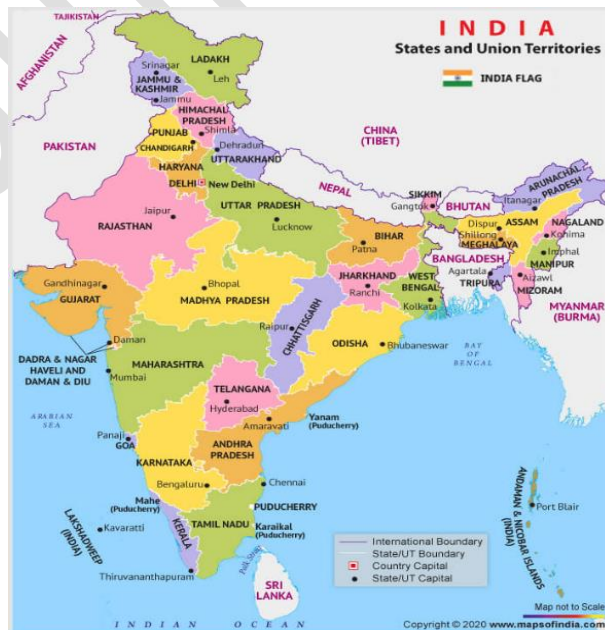 INDIA
States and Union Territories
INDIA FLAG
TAJIKISTAN
AFGHANISTAN
PAKISTAN
CHINA
(TIBET)
NEPAL
BHUTAN
BANGLADESH
MYANMAR
(BURMA)
SRI
LANKA
LADAKH
Leh
Srinagar
JAMMU &
KASHMIR
Jammu
HIMACHAL
PRADESH
Shimla
PUNJAB
CHANDIGARH
Dehradun
UTTARAKHAND
HARYANA
DELHI
New Delhi
RAJASTHAN
Jaipur
UTTAR PRADESH
Lucknow
SIKKIM
Gangtok
ARUNACHAL
PRADESH
Itanagar
ASSAM
Dispur
NAGALAND
Kohima
Shillong
MEGHALAYA
Imphal
MANIPUR
Agartala
TRIPURA
Aizawl
MIZORAM
BIHAR
Patna
JHARKHAND
Ranchi
WEST
BENGAL
Kolkata
Gandhinagar
GUJARAT
Bhopal
MADHYA PRADESH
CHHATTISGARH
Raipur
ODISHA
Bhubaneswar
Daman
DADRA & NAGAR
HAVELI AND
DAMAN & DIU
MAHARASHTRA
Mumbai
TELANGANA
Hyderabad
Amaravati
Yanam
(Puducherry)
ANDHRA
PRADESH
Panaji
GOA
KARNATAKA
Bengaluru
Chennai
Mahe
(Puducherry)
PUDUCHERRY
TAMIL NADU
Karaikal
(Puducherry)
KERALA
Thiruvananthapuram
LAKSHADWEEP
(INDIA)
Kavaratti
ANDAMAN & NICOBAR ISLANDS
(INDIA)
Port Blair
ARABIAN
SEA
BAY
OF
BENGAL
Palk Strait
INDIAN OCEAN
International Boundary
State/UT Boundary
Country Capital
State/UT Capital
Map not to Scale
Copyright © 2020 www.mapsofindia.com